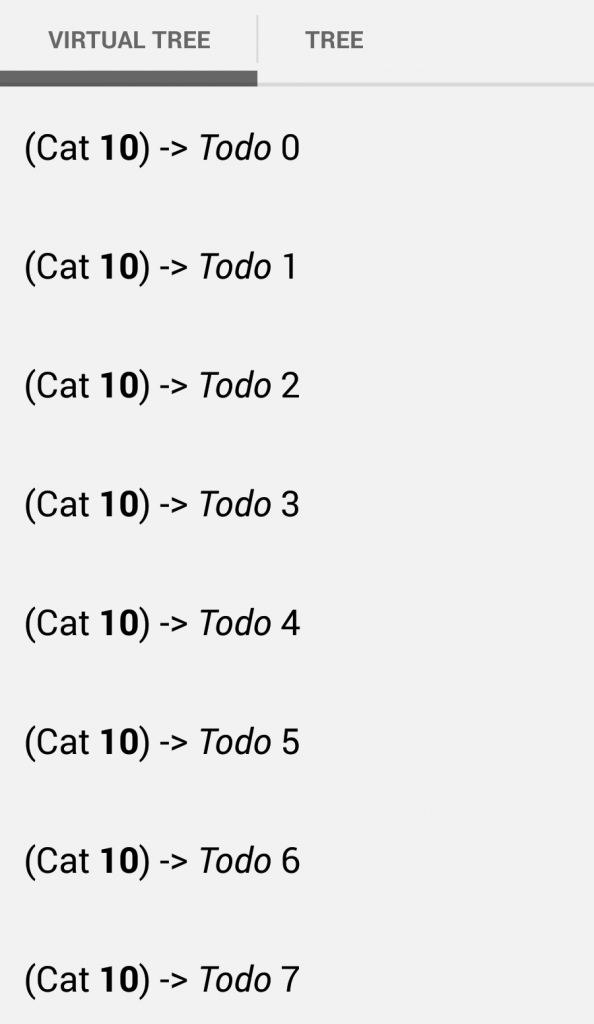 VIRTUAL TREE TREE
(Cat 10) -> Todo 0
(Cat 10) -> Todo 1
(Cat 10) -> Todo 2
(Cat 10) -> Todo 3
(Cat 10) -> Todo 4
(Cat 10) -> Todo 5
(Cat 10) -> Todo 6
(Cat 10) -> Todo 7